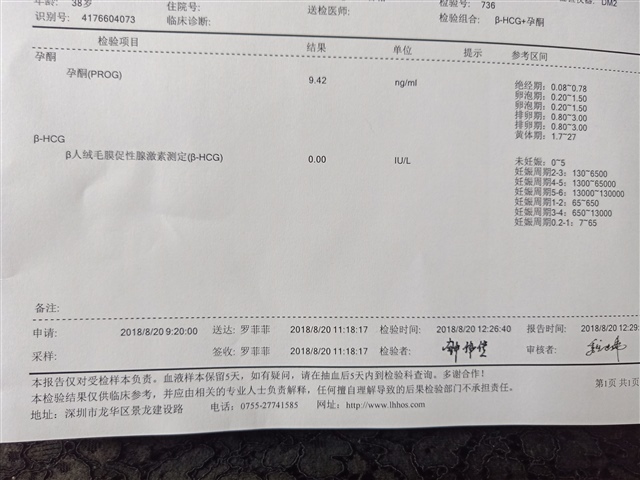 年龄: 38岁 住院号: 送检医师: 检验号: 736 DM2
识别号: 4176604073 临床诊断: 检验组合: β-HCG+孕酮
检验项目 结果 单位 提示 参考区间
孕酮
孕酮(PROG) 9.42 ng/ml 绝经期: 0.08~0.78
卵泡期: 0.20~1.50
卵泡期: 0.20~1.50
排卵期: 0.80~3.00
排卵期: 0.80~3.00
黄体期: 1.7~27
β-HCG
β人绒毛膜促性腺激素测定(β-HCG) 0.00 IU/L 未妊娠: 0~5
妊娠周期2-3: 130~6500
妊娠周期4-5: 1300~65000
妊娠周期5-6: 13000~130000
妊娠周期1-2: 65~650
妊娠周期3-4: 650~13000
妊娠周期0.2-1: 7~65
备注:
申请: 2018/8/20 9:20:00 送达: 罗菲菲 2018/8/20 11:18:17 检验时间: 2018/8/20 12:26:40 报告时间: 2018/8/20 12:29:
采样: 签收: 罗菲菲 2018/8/20 11:18:17 检验者: 审核者:
本报告仅对受检样本负责。血液样本保留5天，如有疑问，请在抽血后5天内到检验科查询。多谢合作！ 第1页 共1页
本检验结果仅供临床参考，并应由相关的专业人士负责解释，任何擅自理解导致的后果检验部门不承担责任。
地址: 深圳市龙华区景龙建设路 电话: 0755-27741585 网址: http://www.lhhos.com